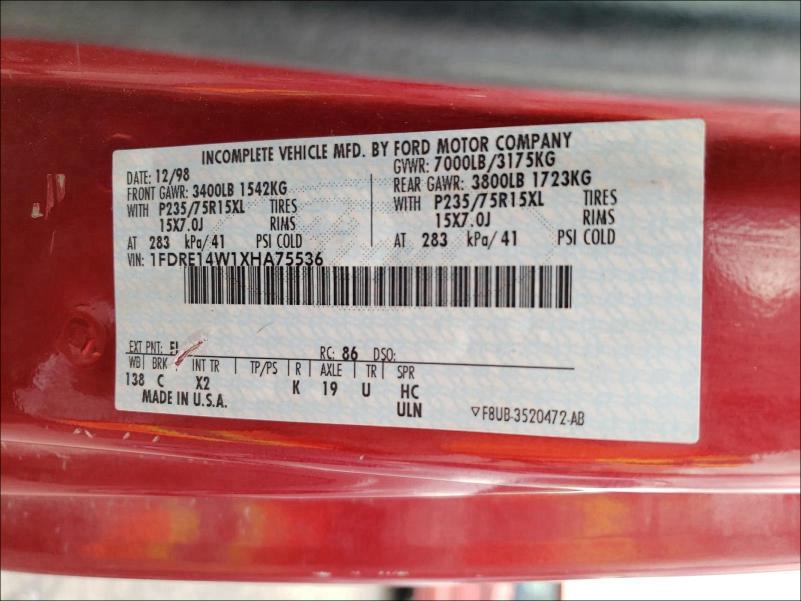 INCOMPLETE VEHICLE MFD. BY FORD MOTOR COMPANY
DATE: 12/98 GVWR: 7000LB/3175KG
FRONT GAWR: 3400LB 1542KG REAR GAWR: 3800LB 1723KG
WITH P235/75R15XL TIRES WITH P235/75R15XL TIRES
15X7.0J RIMS 15X7.0J RIMS
AT 283 kPa/41 PSI COLD AT 283 kPa/41 PSI COLD
VIN: 1FDRE14W1XHA75536
EXT PNT: RC: 86 DSO:
WB BRK INT TR TP/PS R AXLE TR SPR
138 C X2 K 19 U HC
MADE IN U.S.A. ULN ▽F8UB-3520472-AB